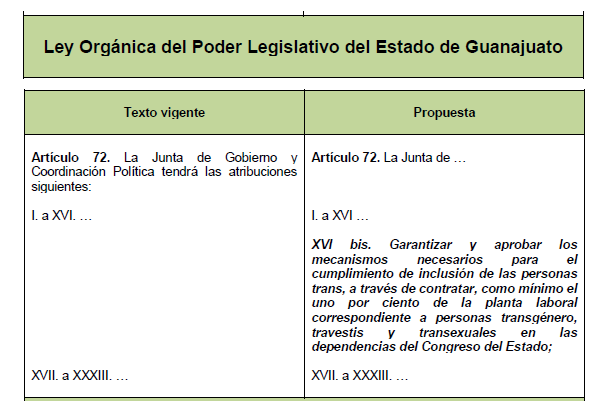 Ley Orgánica del Poder Legislativo del Estado de Guanajuato
Texto vigente
Propuesta
Artículo 72. La Junta de Gobierno y
Coordinación Política tendrá las atribuciones
siguientes:
I. a XVI. …
XVII. a XXXIII. …
Artículo 72. La Junta de …
I. a XVI …
XVI bis. Garantizar y aprobar los
mecanismos necesarios para el
cumplimiento de inclusión de las personas
trans, a través de contratar, como mínimo el
uno por ciento de la planta laboral
correspondiente a personas transgénero,
travestis y transexuales en las
dependencias del Congreso del Estado;
XVII. a XXXIII. …